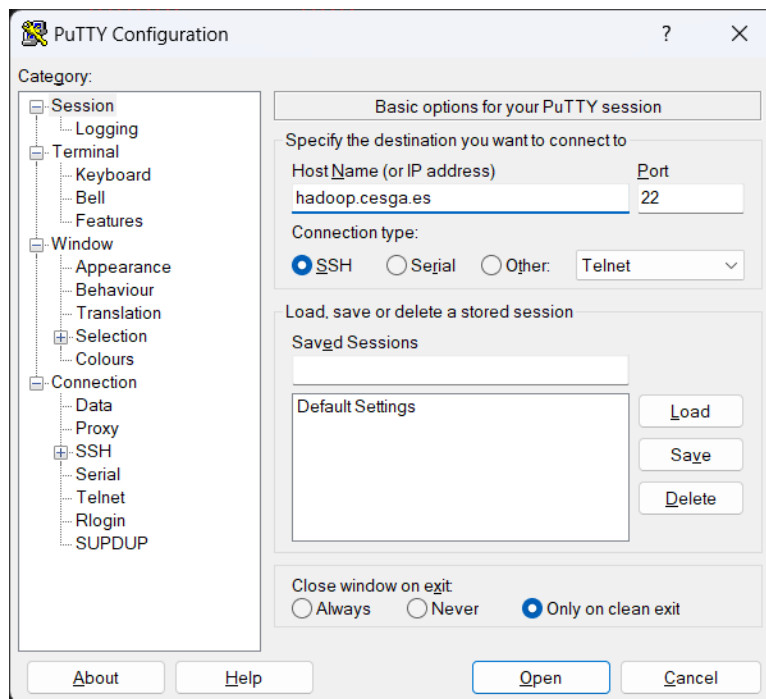 PuTTY Configuration
?
Category:
Session
Logging
Terminal
Keyboard
Bell
Features
Window
Appearance
Behaviour
Translation
Selection
Colours
Connection
Data
Proxy
SSH
Serial
Telnet
Rlogin
SUPDUP
Basic options for your PuTTY session
Specify the destination you want to connect to
Host Name (or IP address) Port
hadoop.cesga.es 22
Connection type:
SSH Serial Other: Telnet
Load, save or delete a stored session
Saved Sessions
Default Settings
Load
Save
Delete
Close window on exit:
Always Never Only on clean exit
About Help Open Cancel